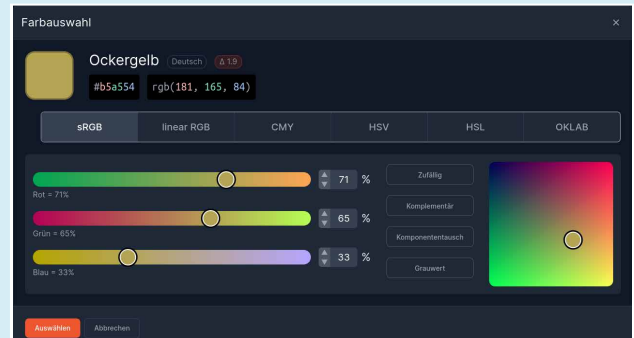 Farbauswahl ×
Ockergelb Deutsch Δ 1.9
#b5a554 rgb(181, 165, 84)
sRGB linear RGB CMY HSV HSL OKLAB
71 %
Rot = 71%
65 %
Grün = 65%
33 %
Blau = 33%
Zufällig
Komplementär
Komponententausch
Grauwert
Auswählen Abbrechen